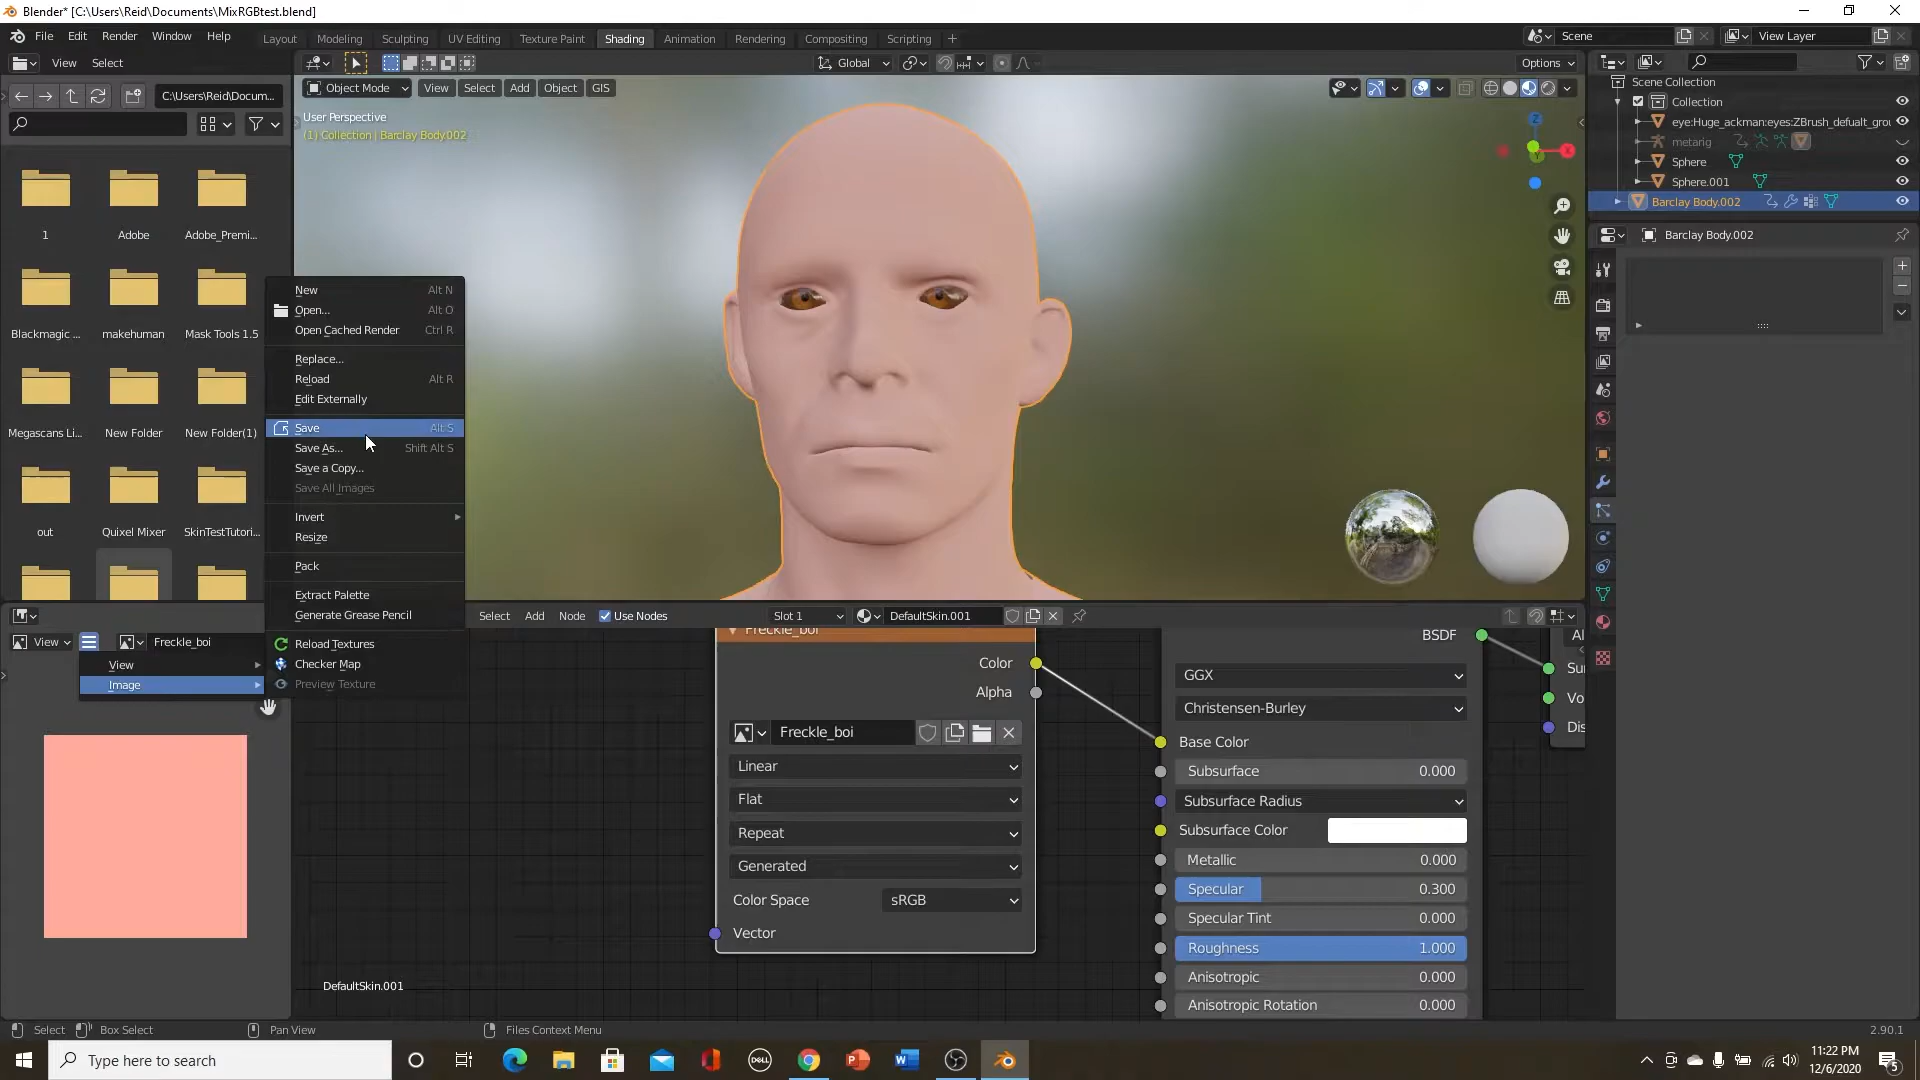 Blender* [C:\Users\Reid\Documents\MixRGBtest.blend]
File Edit Render Window Help
Layout Modeling Sculpting UV Editing Texture Paint Shading Animation Rendering Compositing Scripting +
Scene
View Layer
View Select
Global
Options
C:\Users\Reid\Docum...
Object Mode View Select Add Object GIS
User Perspective
(1) Collection | Barclay Body.002
Scene Collection
Collection
eye:Huge_ackman:eyes:ZBrush_defualt_grou
metarig
Sphere
Sphere.001
Barclay Body.002
Barclay Body.002
Z
X
Y
1
Adobe
Adobe_Premi...
Blackmagic ...
makehuman
Mask Tools 1.5
Megascans Li...
New Folder
New Folder(1)
out
Quixel Mixer
SkinTestTutori...
New Alt N
Open... Alt O
Open Cached Render Ctrl R
Replace...
Reload Alt R
Edit Externally
Save Alt S
Save As... Shift Alt S
Save a Copy...
Save All Images
Invert
Resize
Pack
Extract Palette
Generate Grease Pencil
Reload Textures
Checker Map
Preview Texture
View
Freckle_boi
View
Image
Select Add Node Use Nodes
Slot 1
DefaultSkin.001
Freckle_boi
Color
Alpha
Freckle_boi
Linear
Flat
Repeat
Generated
Color Space sRGB
Vector
BSDF
GGX
Christensen-Burley
Base Color
Subsurface 0.000
Subsurface Radius
Subsurface Color
Metallic 0.000
Specular 0.300
Specular Tint 0.000
Roughness 1.000
Anisotropic 0.000
Anisotropic Rotation 0.000
Al
Sur
Vo
Dis
DefaultSkin.001
Select Box Select Pan View Files Context Menu
2.90.1
Type here to search
DELL
11:22 PM
12/6/2020
5